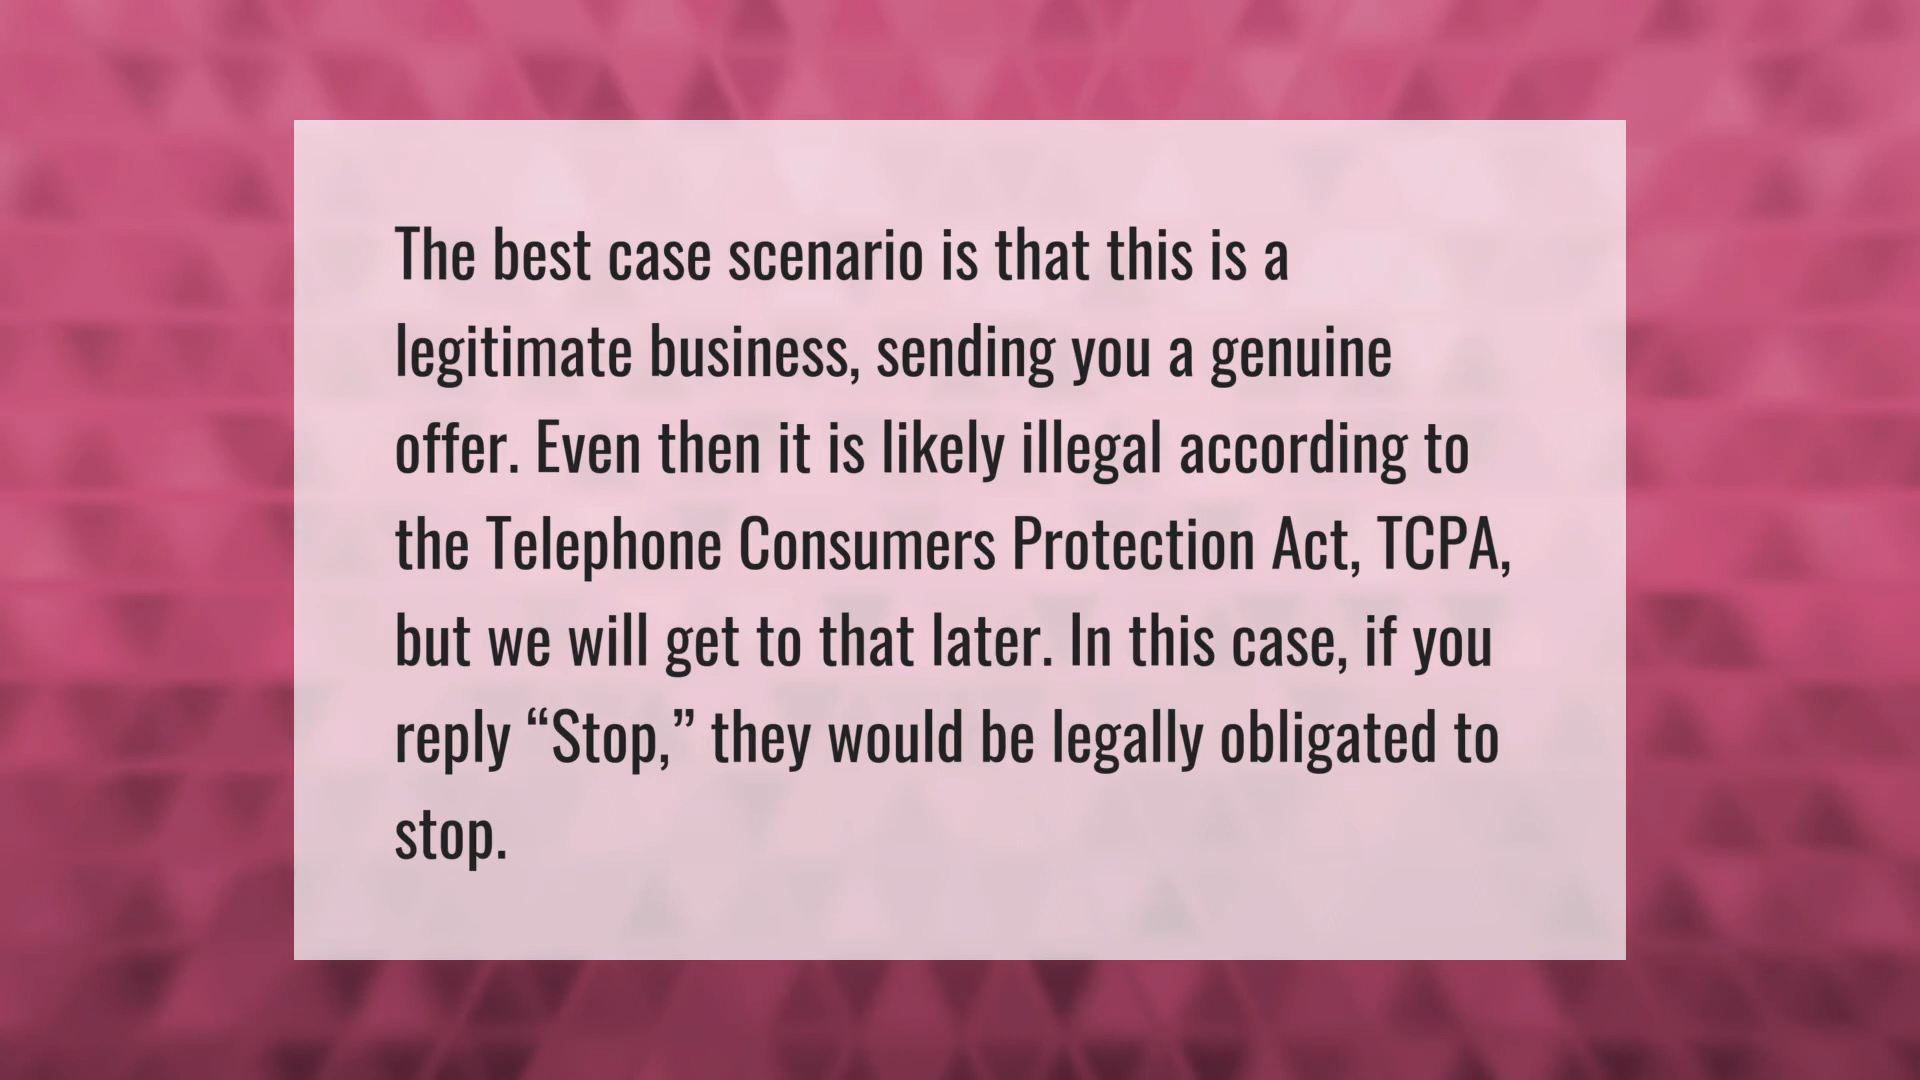 The best case scenario is that this is a
legitimate business, sending you a genuine
offer. Even then it is likely illegal according to
the Telephone Consumers Protection Act, TCPA,
but we will get to that later. In this case, if you
reply “Stop,” they would be legally obligated to
stop.